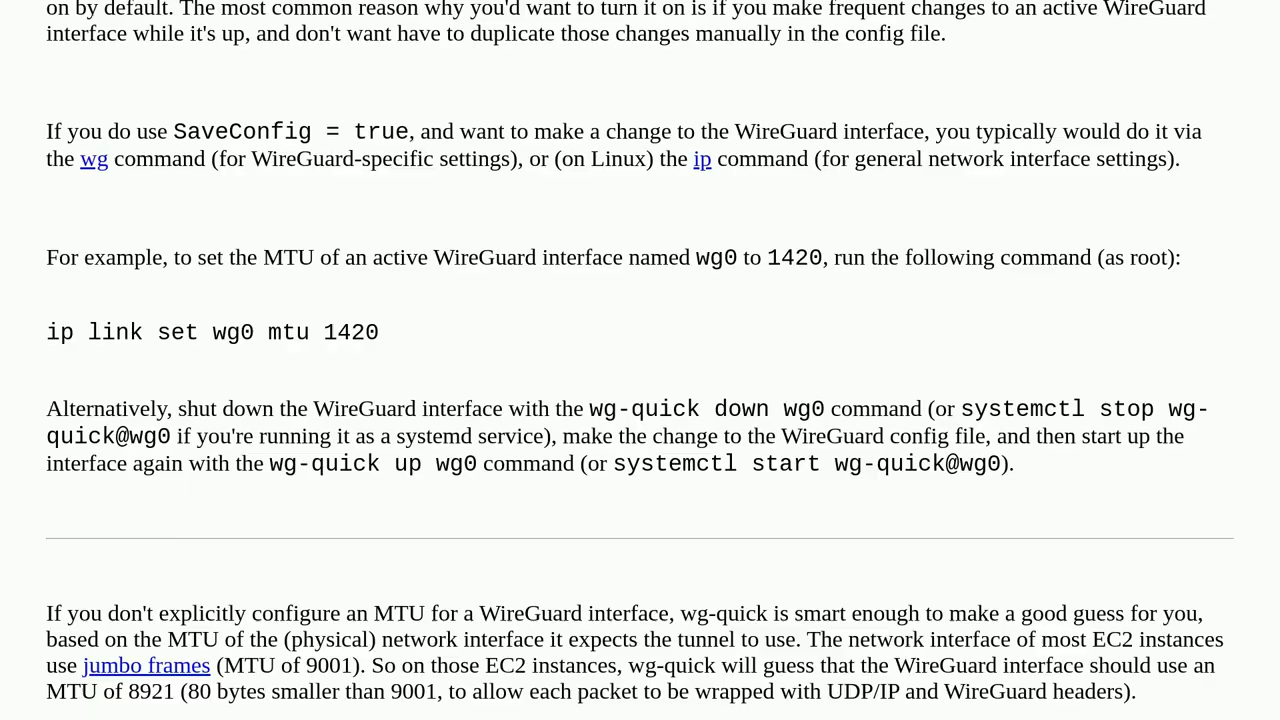 on by default. The most common reason why you'd want to turn it on is if you make frequent changes to an active WireGuard
interface while it's up, and don't want have to duplicate those changes manually in the config file.
If you do use SaveConfig = true, and want to make a change to the WireGuard interface, you typically would do it via
the wg command (for WireGuard-specific settings), or (on Linux) the ip command (for general network interface settings).
For example, to set the MTU of an active WireGuard interface named wg0 to 1420, run the following command (as root):
ip link set wg0 mtu 1420
Alternatively, shut down the WireGuard interface with the wg-quick down wg0 command (or systemctl stop wg-
quick@wg0 if you're running it as a systemd service), make the change to the WireGuard config file, and then start up the
interface again with the wg-quick up wg0 command (or systemctl start wg-quick@wg0).
If you don't explicitly configure an MTU for a WireGuard interface, wg-quick is smart enough to make a good guess for you,
based on the MTU of the (physical) network interface it expects the tunnel to use. The network interface of most EC2 instances
use jumbo frames (MTU of 9001). So on those EC2 instances, wg-quick will guess that the WireGuard interface should use an
MTU of 8921 (80 bytes smaller than 9001, to allow each packet to be wrapped with UDP/IP and WireGuard headers).